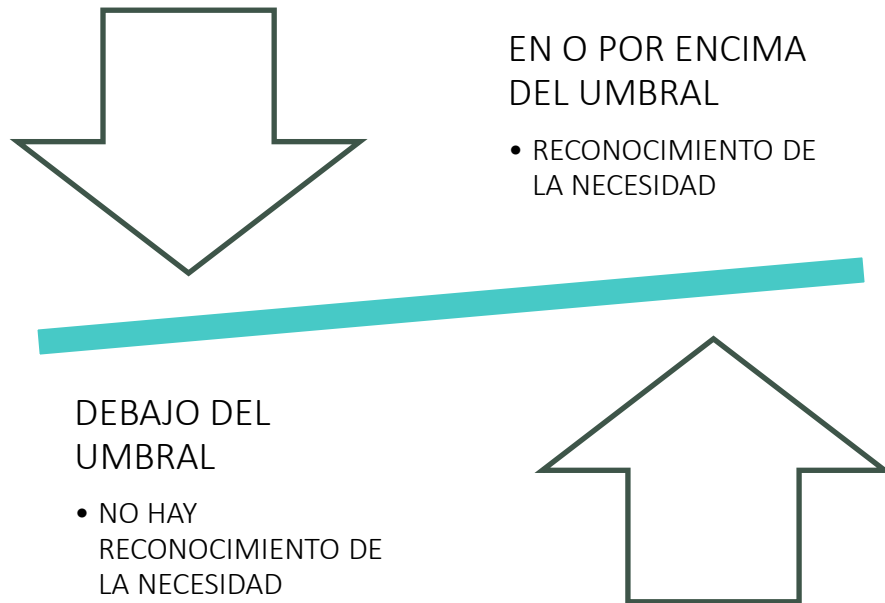 EN O POR ENCIMA
DEL UMBRAL
• RECONOCIMIENTO DE
LA NECESIDAD
DEBAJO DEL
UMBRAL
• NO HAY
RECONOCIMIENTO DE
LA NECESIDAD